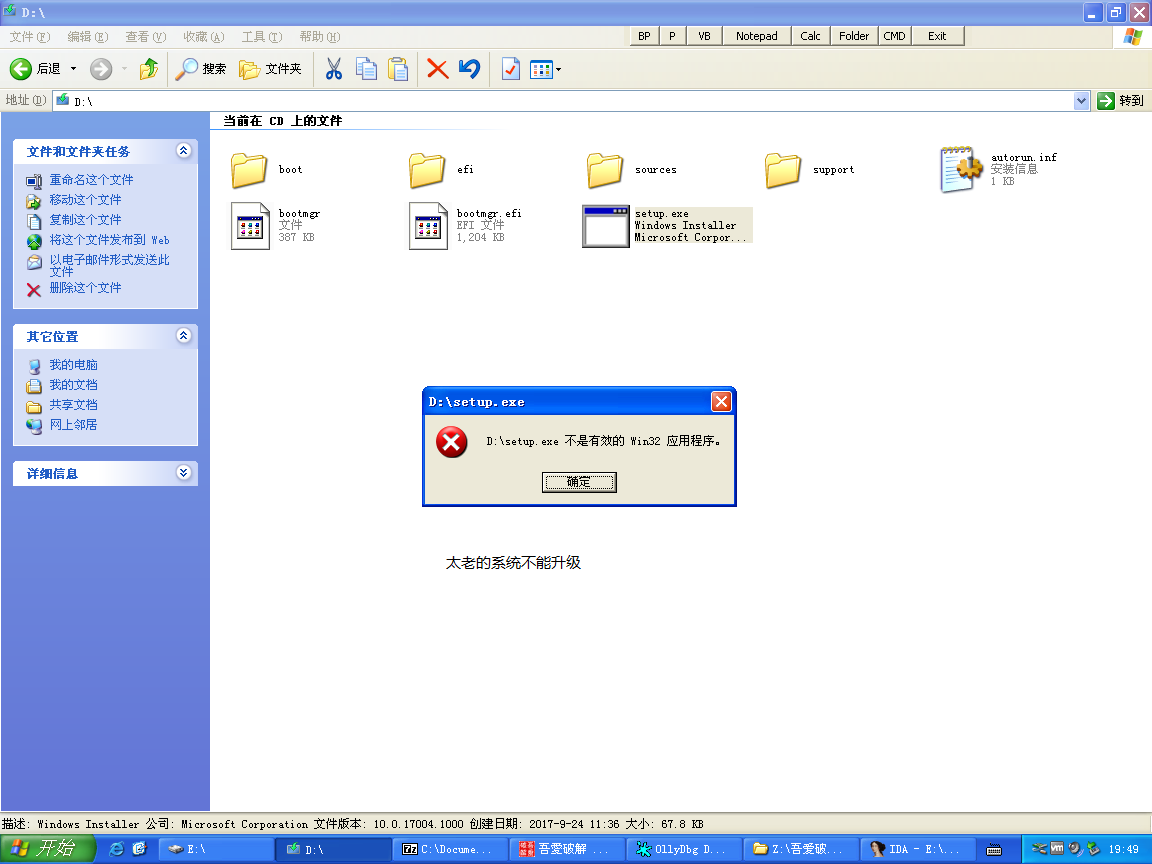 D:\
文件(F) 编辑(E) 查看(V) 收藏(A) 工具(T) 帮助(H) BP P VB Notepad Calc Folder CMD Exit
后退 搜索 文件夹
地址(D) D:\ 转到
当前在 CD 上的文件
文件和文件夹任务
重命名这个文件
移动这个文件
复制这个文件
将这个文件发布到 Web
以电子邮件形式发送此
文件
删除这个文件
其它位置
我的电脑
我的文档
共享文档
网上邻居
详细信息
boot
efi
sources
support
autorun.inf
安装信息
1 KB
bootmgr
文件
387 KB
bootmgr.efi
EFI 文件
1,204 KB
setup.exe
Windows Installer
Microsoft Corpor...
D:\setup.exe
D:\setup.exe 不是有效的 Win32 应用程序。
确定
太老的系统不能升级
描述: Windows Installer 公司: Microsoft Corporation 文件版本: 10.0.17004.1000 创建日期: 2017-9-24 11:36 大小: 67.8 KB
开始 E:\ D:\ C:\Docume... 吾愛破解 ... OllyDbg D... Z:\吾爱破... IDA - E:\... 19:49